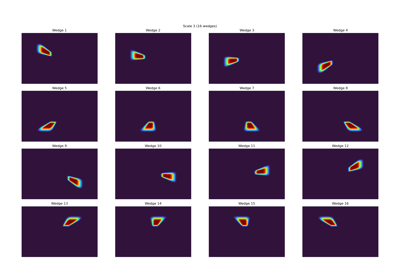 Scale 3 (16 wedges)
Wedge 1
Wedge 2
Wedge 3
Wedge 4
Wedge 5
Wedge 6
Wedge 7
Wedge 8
Wedge 9
Wedge 10
Wedge 11
Wedge 12
Wedge 13
Wedge 14
Wedge 15
Wedge 16